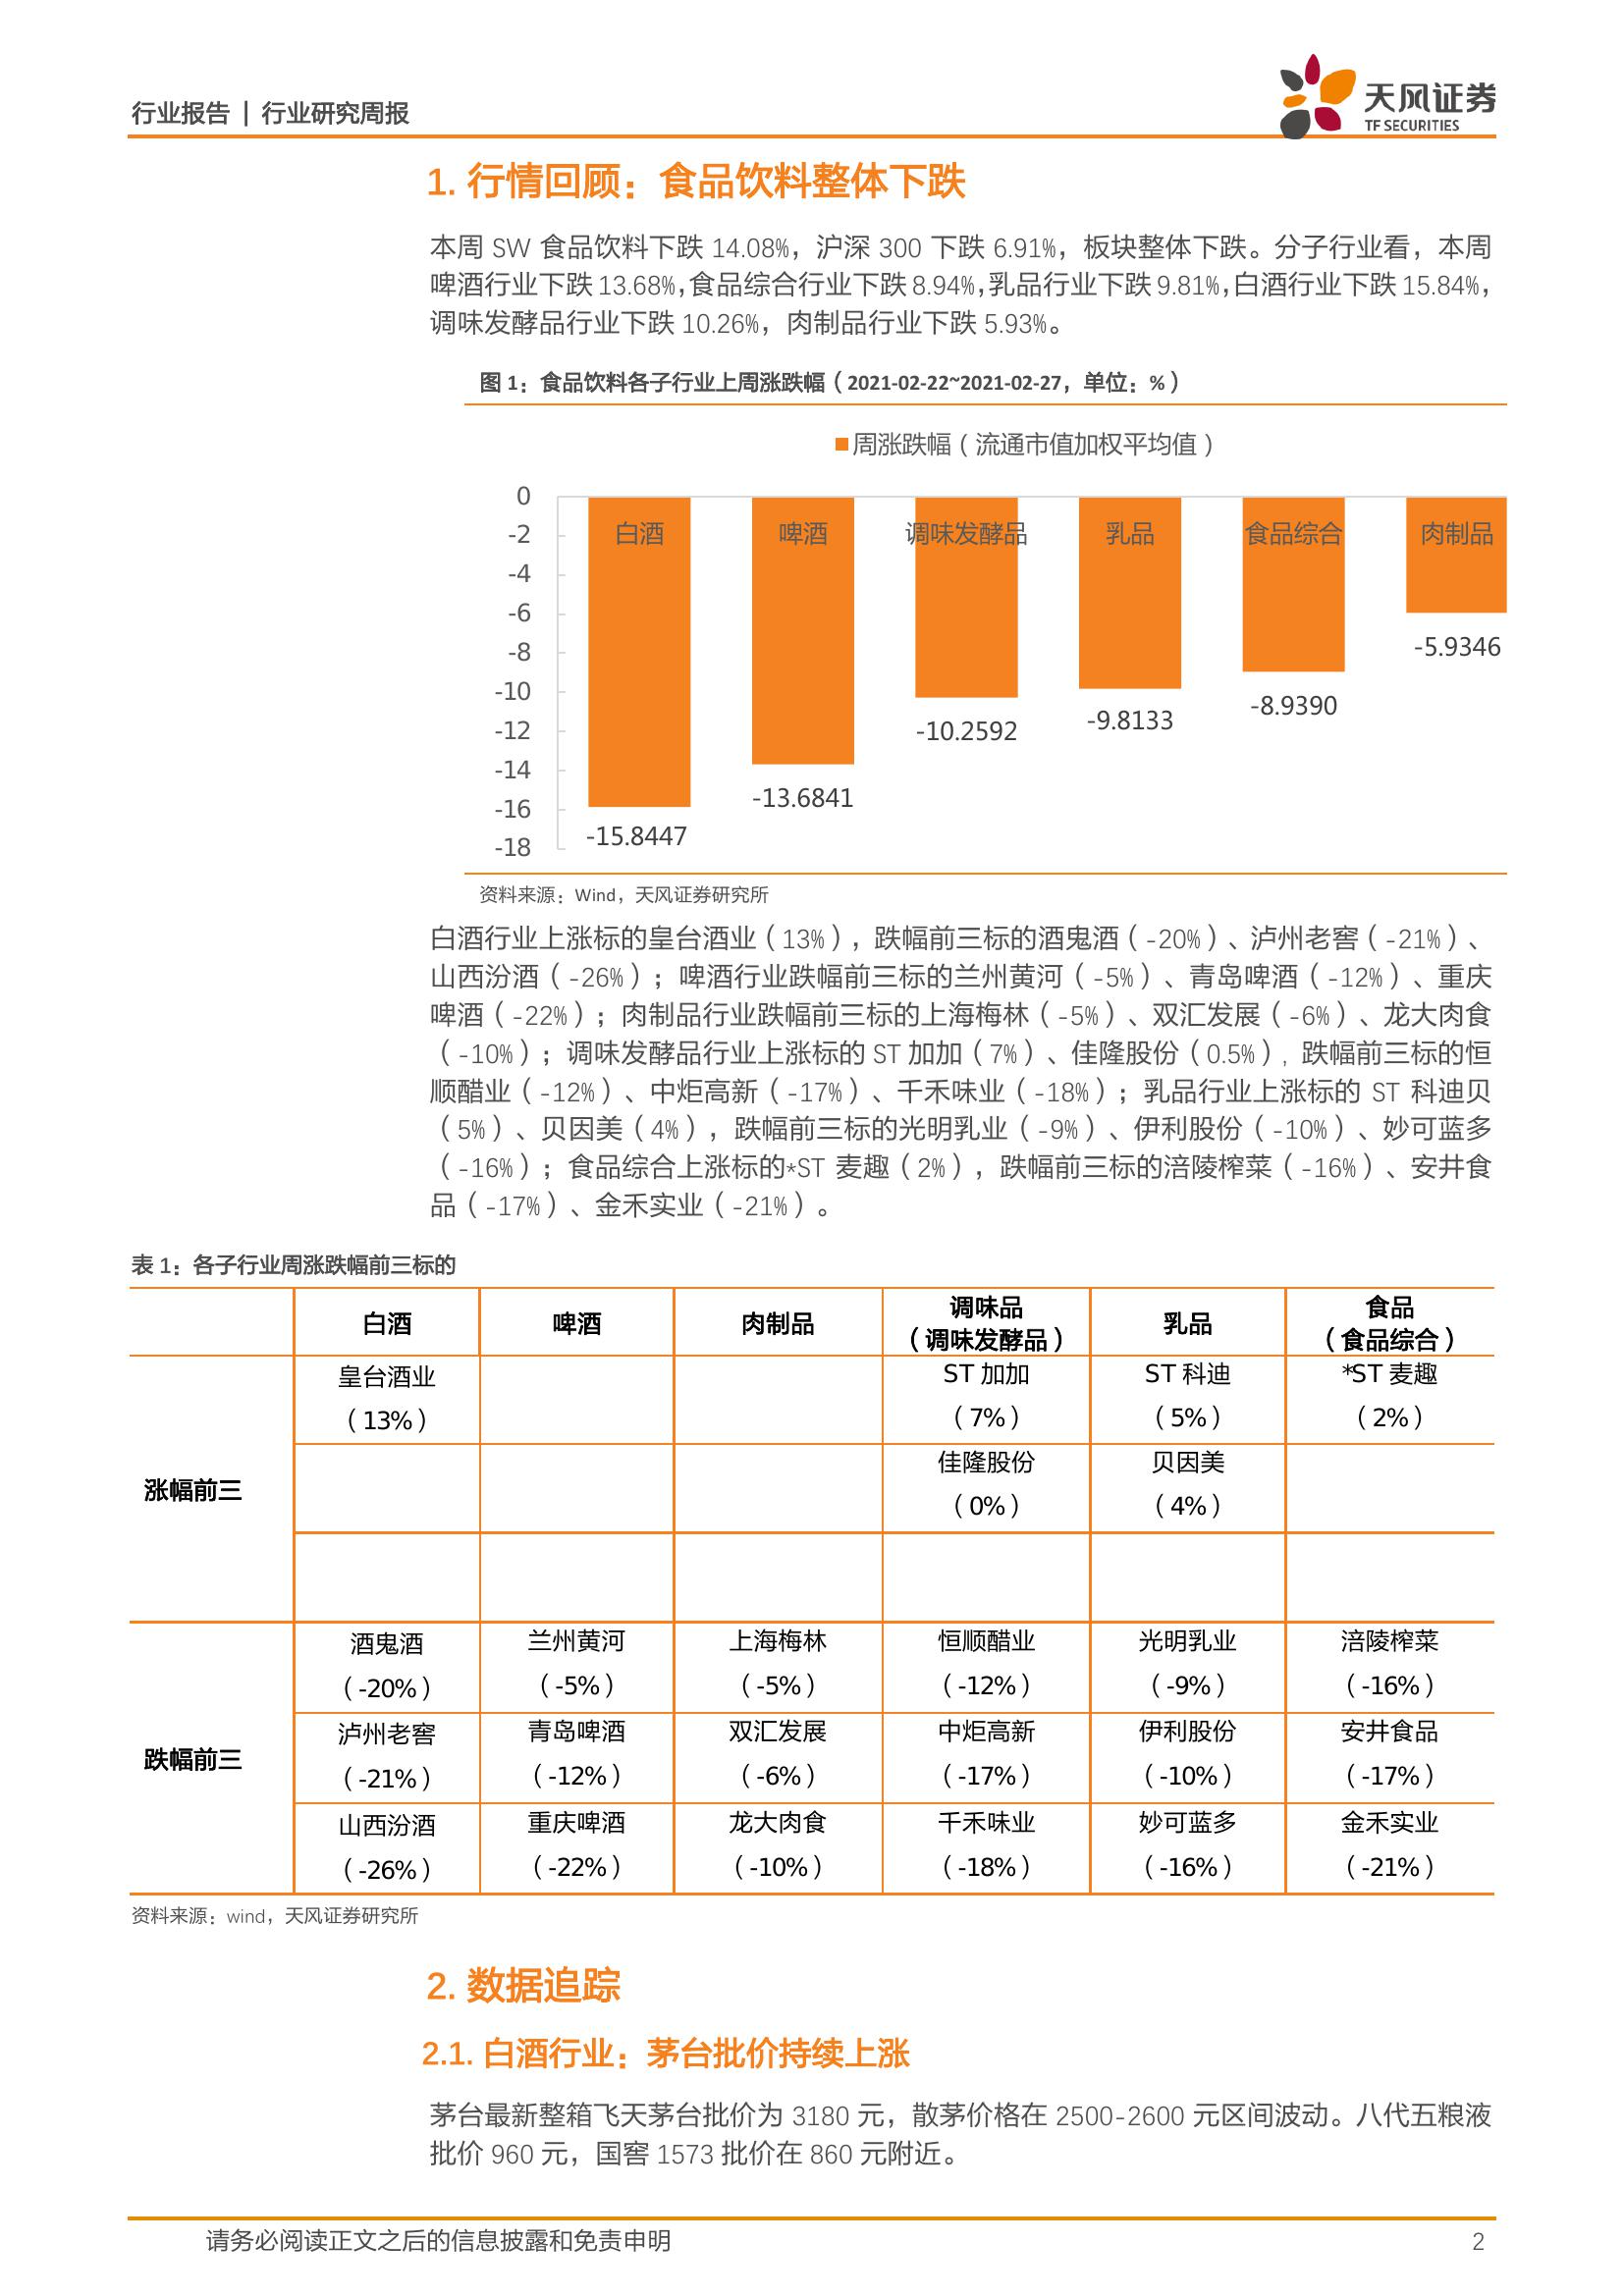 行业报告 | 行业研究周报
天风证券
TF SECURITIES
1. 行情回顾：食品饮料整体下跌
本周 SW 食品饮料下跌 14.08%，沪深 300 下跌 6.91%，板块整体下跌。分子行业看，本周
啤酒行业下跌 13.68%，食品综合行业下跌 8.94%，乳品行业下跌 9.81%，白酒行业下跌 15.84%，
调味发酵品行业下跌 10.26%，肉制品行业下跌 5.93%。
图 1：食品饮料各子行业上周涨跌幅（2021-02-22~2021-02-27，单位：%）
周涨跌幅（流通市值加权平均值）
0
-2
-4
-6
-8
-10
-12
-14
-16
-18
白酒 啤酒 调味发酵品 乳品 食品综合 肉制品
-15.8447
-13.6841
-10.2592
-9.8133
-8.9390
-5.9346
资料来源：Wind，天风证券研究所
白酒行业上涨标的皇台酒业（13%），跌幅前三标的酒鬼酒（-20%）、泸州老窖（-21%）、
山西汾酒（-26%）；啤酒行业跌幅前三标的兰州黄河（-5%）、青岛啤酒（-12%）、重庆
啤酒（-22%）；肉制品行业跌幅前三标的上海梅林（-5%）、双汇发展（-6%）、龙大肉食
（-10%）；调味发酵品行业上涨标的 ST 加加（7%）、佳隆股份（0.5%）, 跌幅前三标的恒
顺醋业（-12%）、中炬高新（-17%）、千禾味业（-18%）；乳品行业上涨标的 ST 科迪贝
（5%）、贝因美（4%），跌幅前三标的光明乳业（-9%）、伊利股份（-10%）、妙可蓝多
（-16%）；食品综合上涨标的*ST 麦趣（2%），跌幅前三标的涪陵榨菜（-16%）、安井食
品（-17%）、金禾实业（-21%）。
表 1：各子行业周涨跌幅前三标的
白酒 啤酒 肉制品 调味品 乳品 食品
（调味发酵品） （食品综合）
涨幅前三
皇台酒业 ST 加加 ST 科迪 *ST 麦趣
（13%） （7%） （5%） （2%）
佳隆股份 贝因美
（0%） （4%）
跌幅前三
酒鬼酒 兰州黄河 上海梅林 恒顺醋业 光明乳业 涪陵榨菜
（-20%） （-5%） （-5%） （-12%） （-9%） （-16%）
泸州老窖 青岛啤酒 双汇发展 中炬高新 伊利股份 安井食品
（-21%） （-12%） （-6%） （-17%） （-10%） （-17%）
山西汾酒 重庆啤酒 龙大肉食 千禾味业 妙可蓝多 金禾实业
（-26%） （-22%） （-10%） （-18%） （-16%） （-21%）
资料来源：wind，天风证券研究所
2. 数据追踪
2.1. 白酒行业：茅台批价持续上涨
茅台最新整箱飞天茅台批价为 3180 元，散茅价格在 2500-2600 元区间波动。八代五粮液
批价 960 元，国窖 1573 批价在 860 元附近。
请务必阅读正文之后的信息披露和免责申明
2